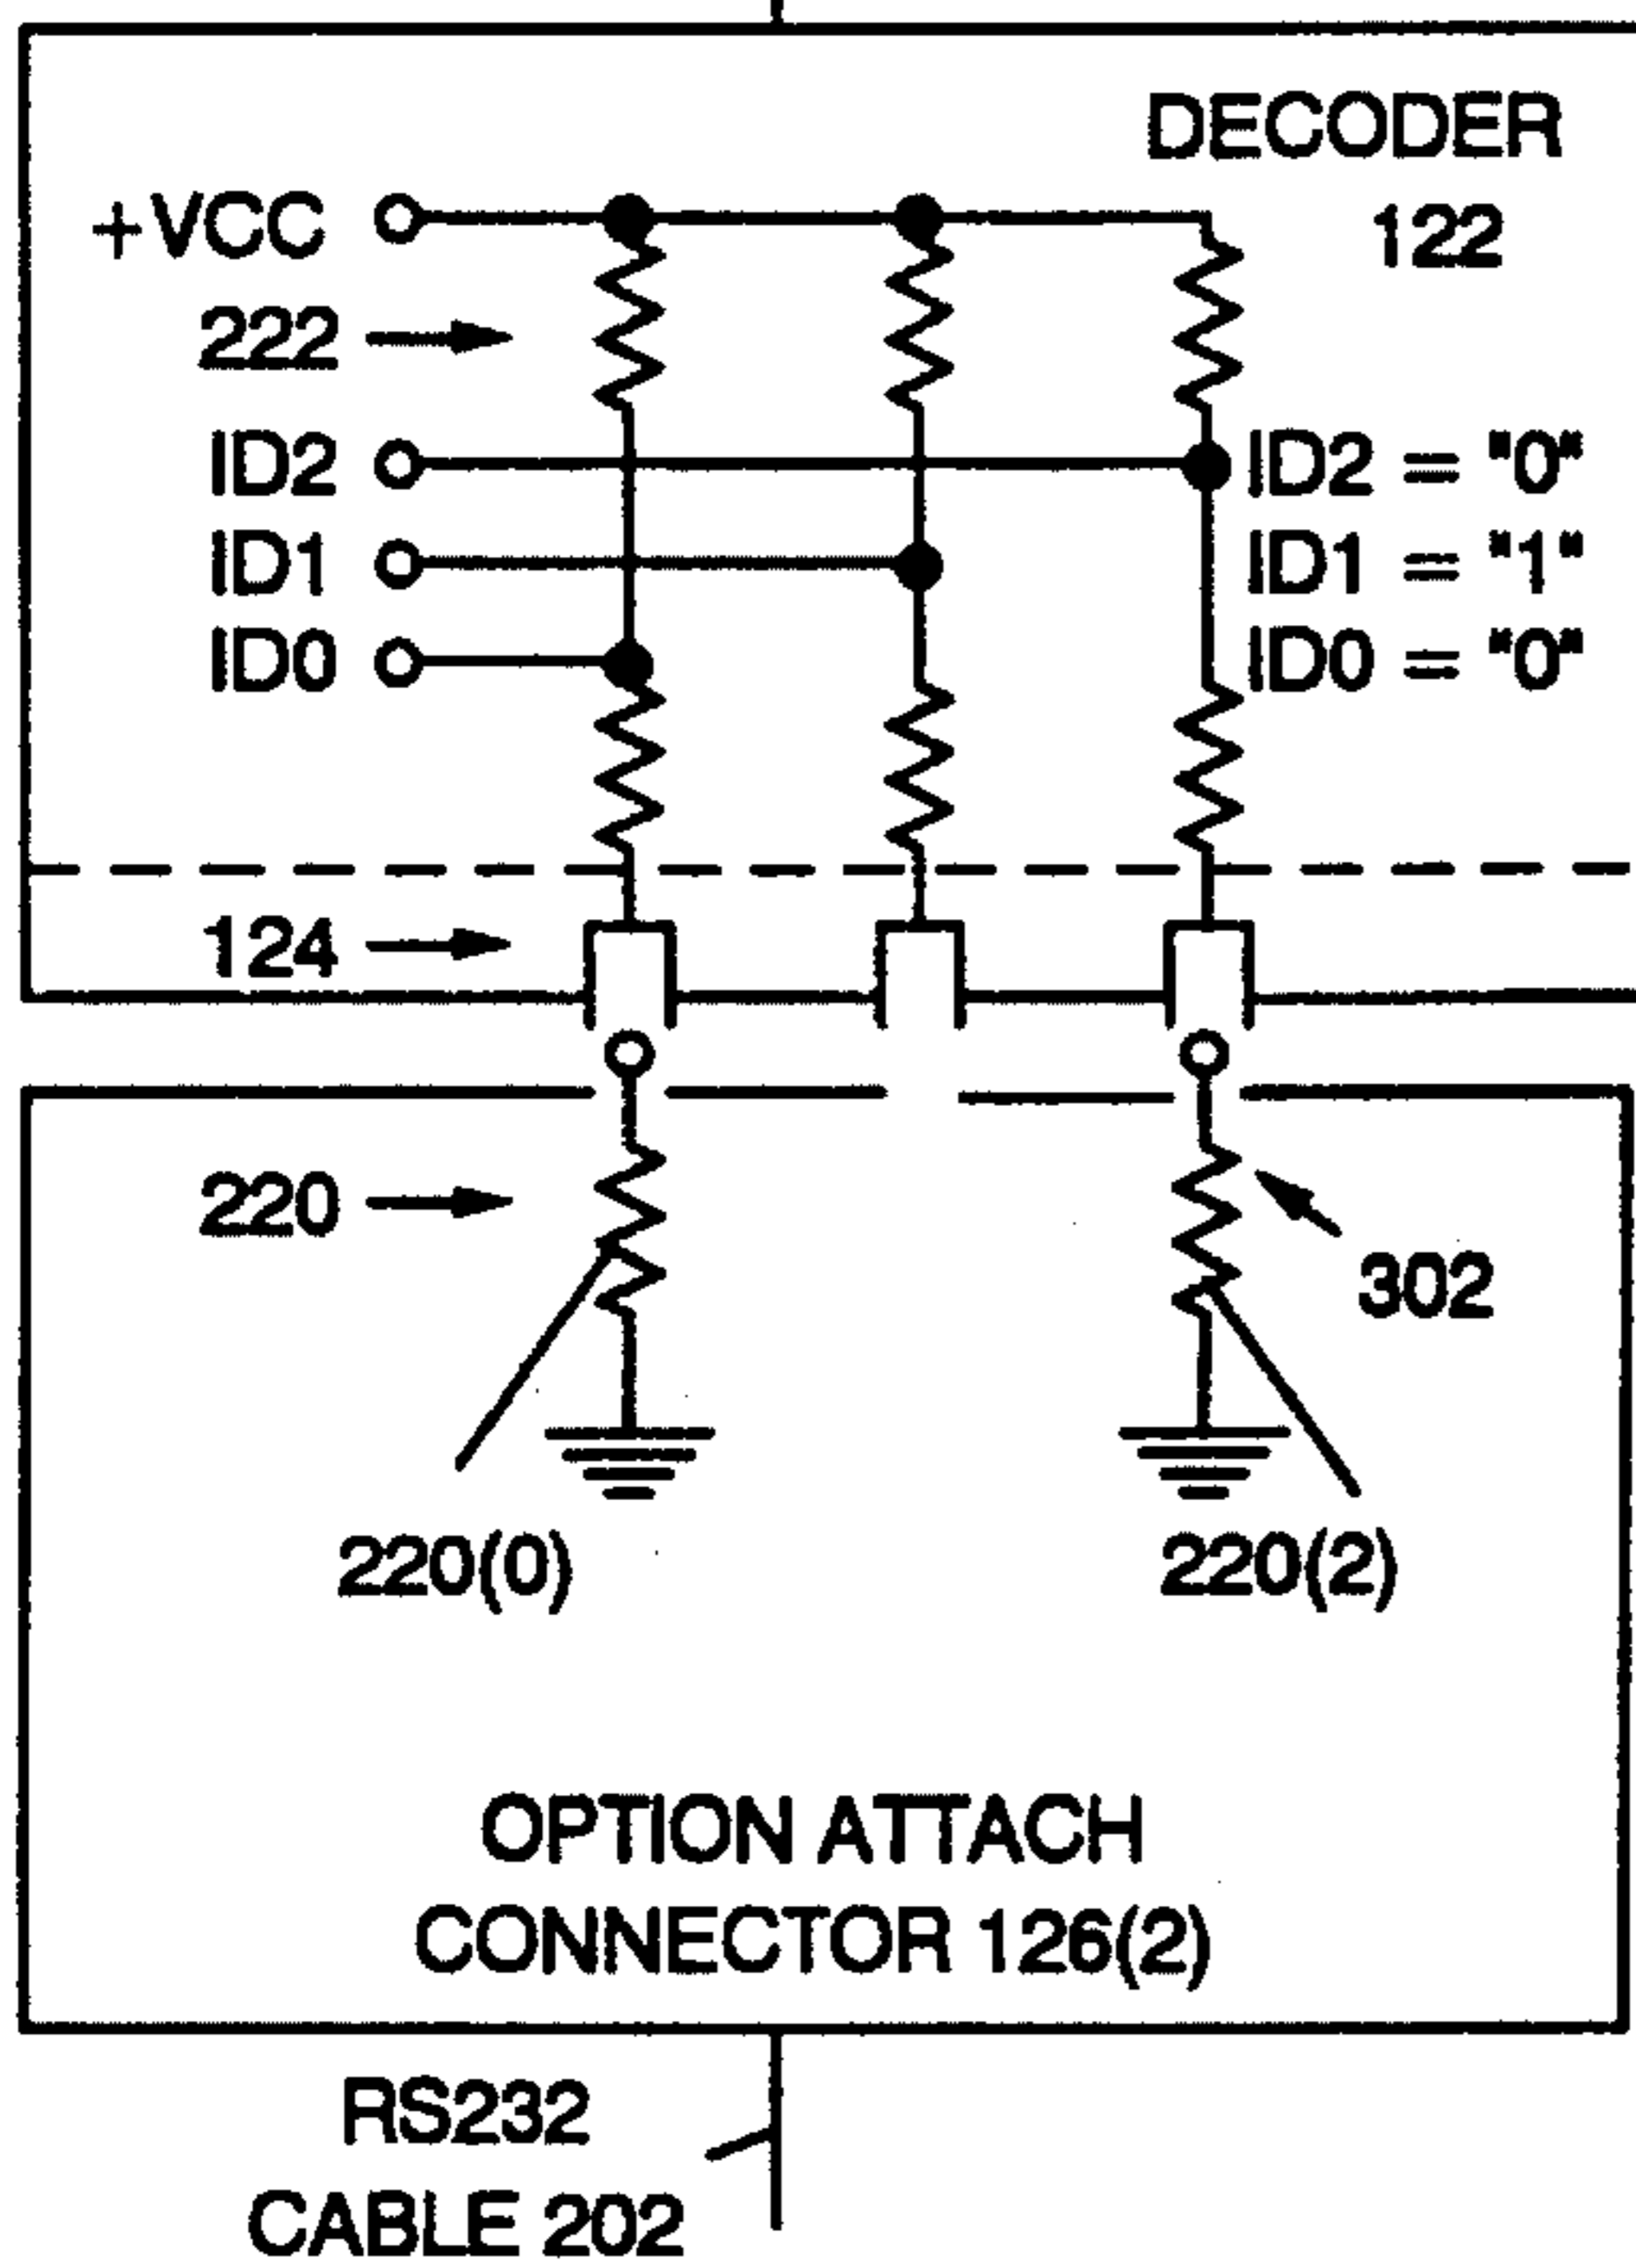 DECODER
122
+VCC
222
ID2
ID2 = "0"
ID1
ID1 = "1"
ID0
ID0 = "0"
124
220
302
220(0)
220(2)
OPTION ATTACH
CONNECTOR 126(2)
RS232
CABLE 202